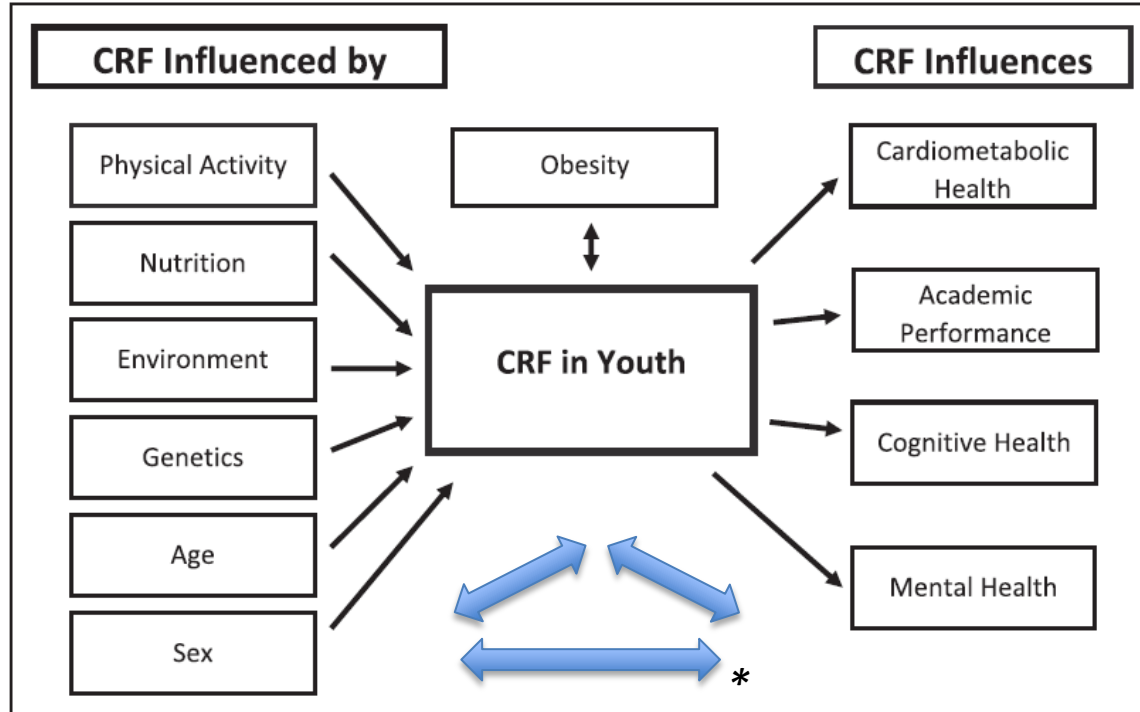 CRF Influenced by
CRF Influences
Physical Activity
Nutrition
Environment
Genetics
Age
Sex
Obesity
CRF in Youth
Cardiometabolic
Health
Academic
Performance
Cognitive Health
Mental Health
*